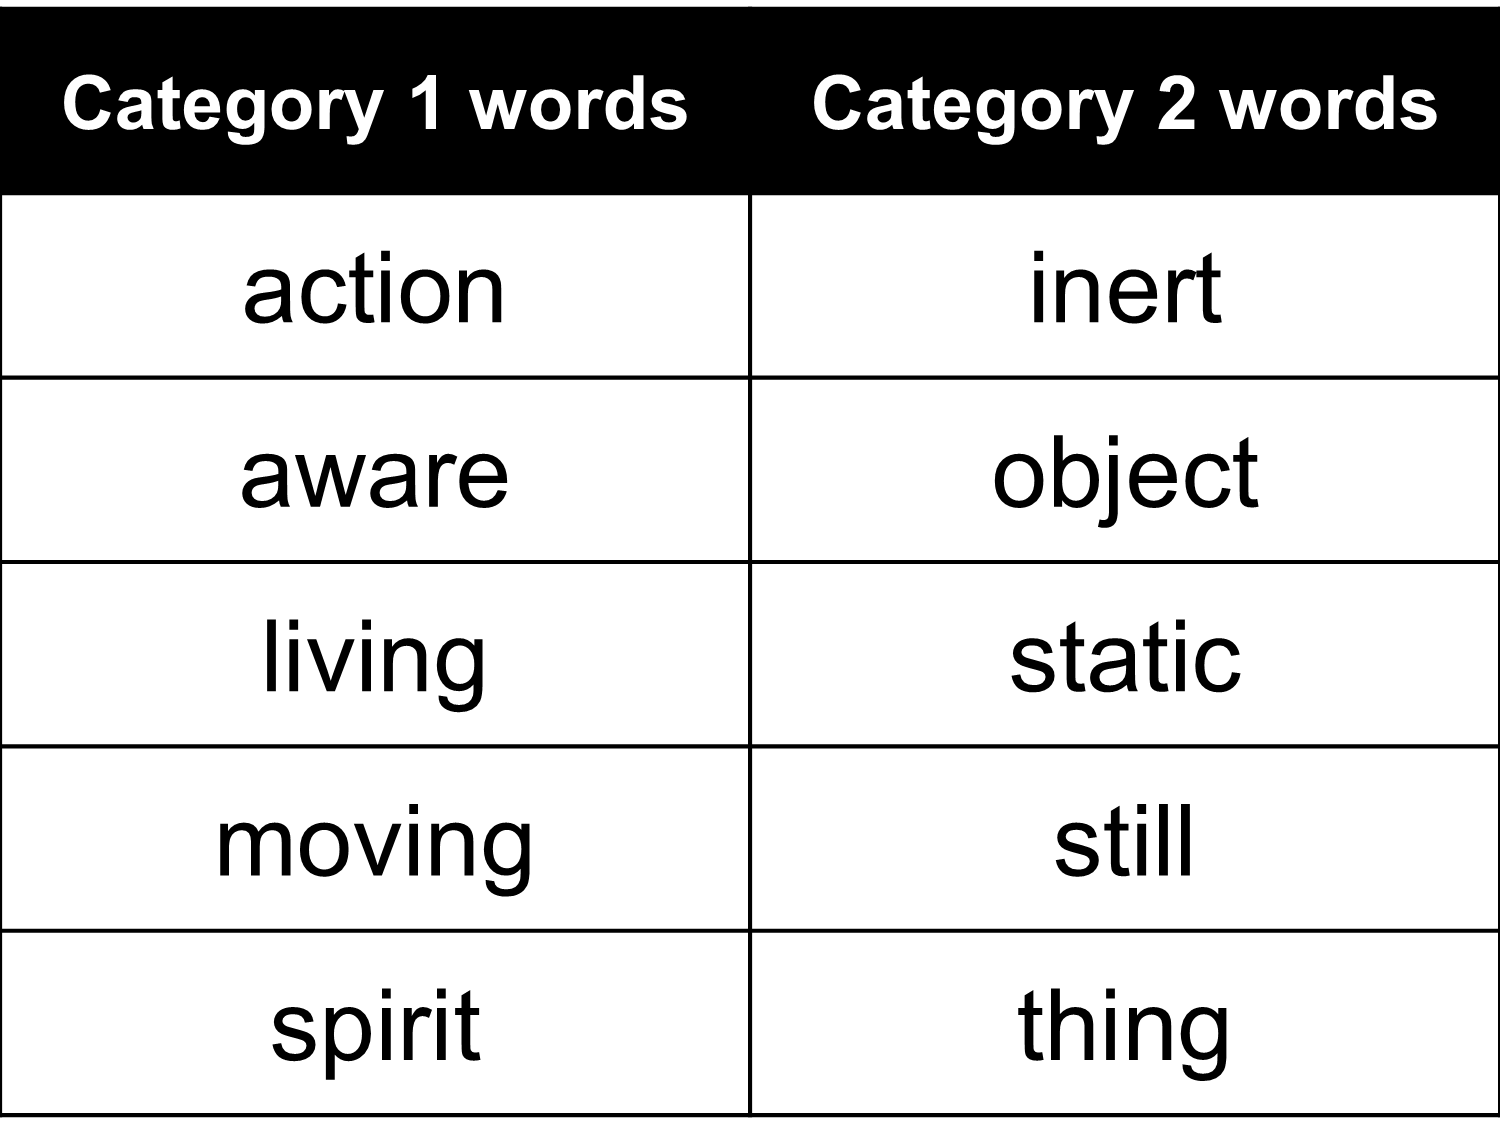 Category 1 words Category 2 words
action inert
aware object
living static
moving still
spirit thing